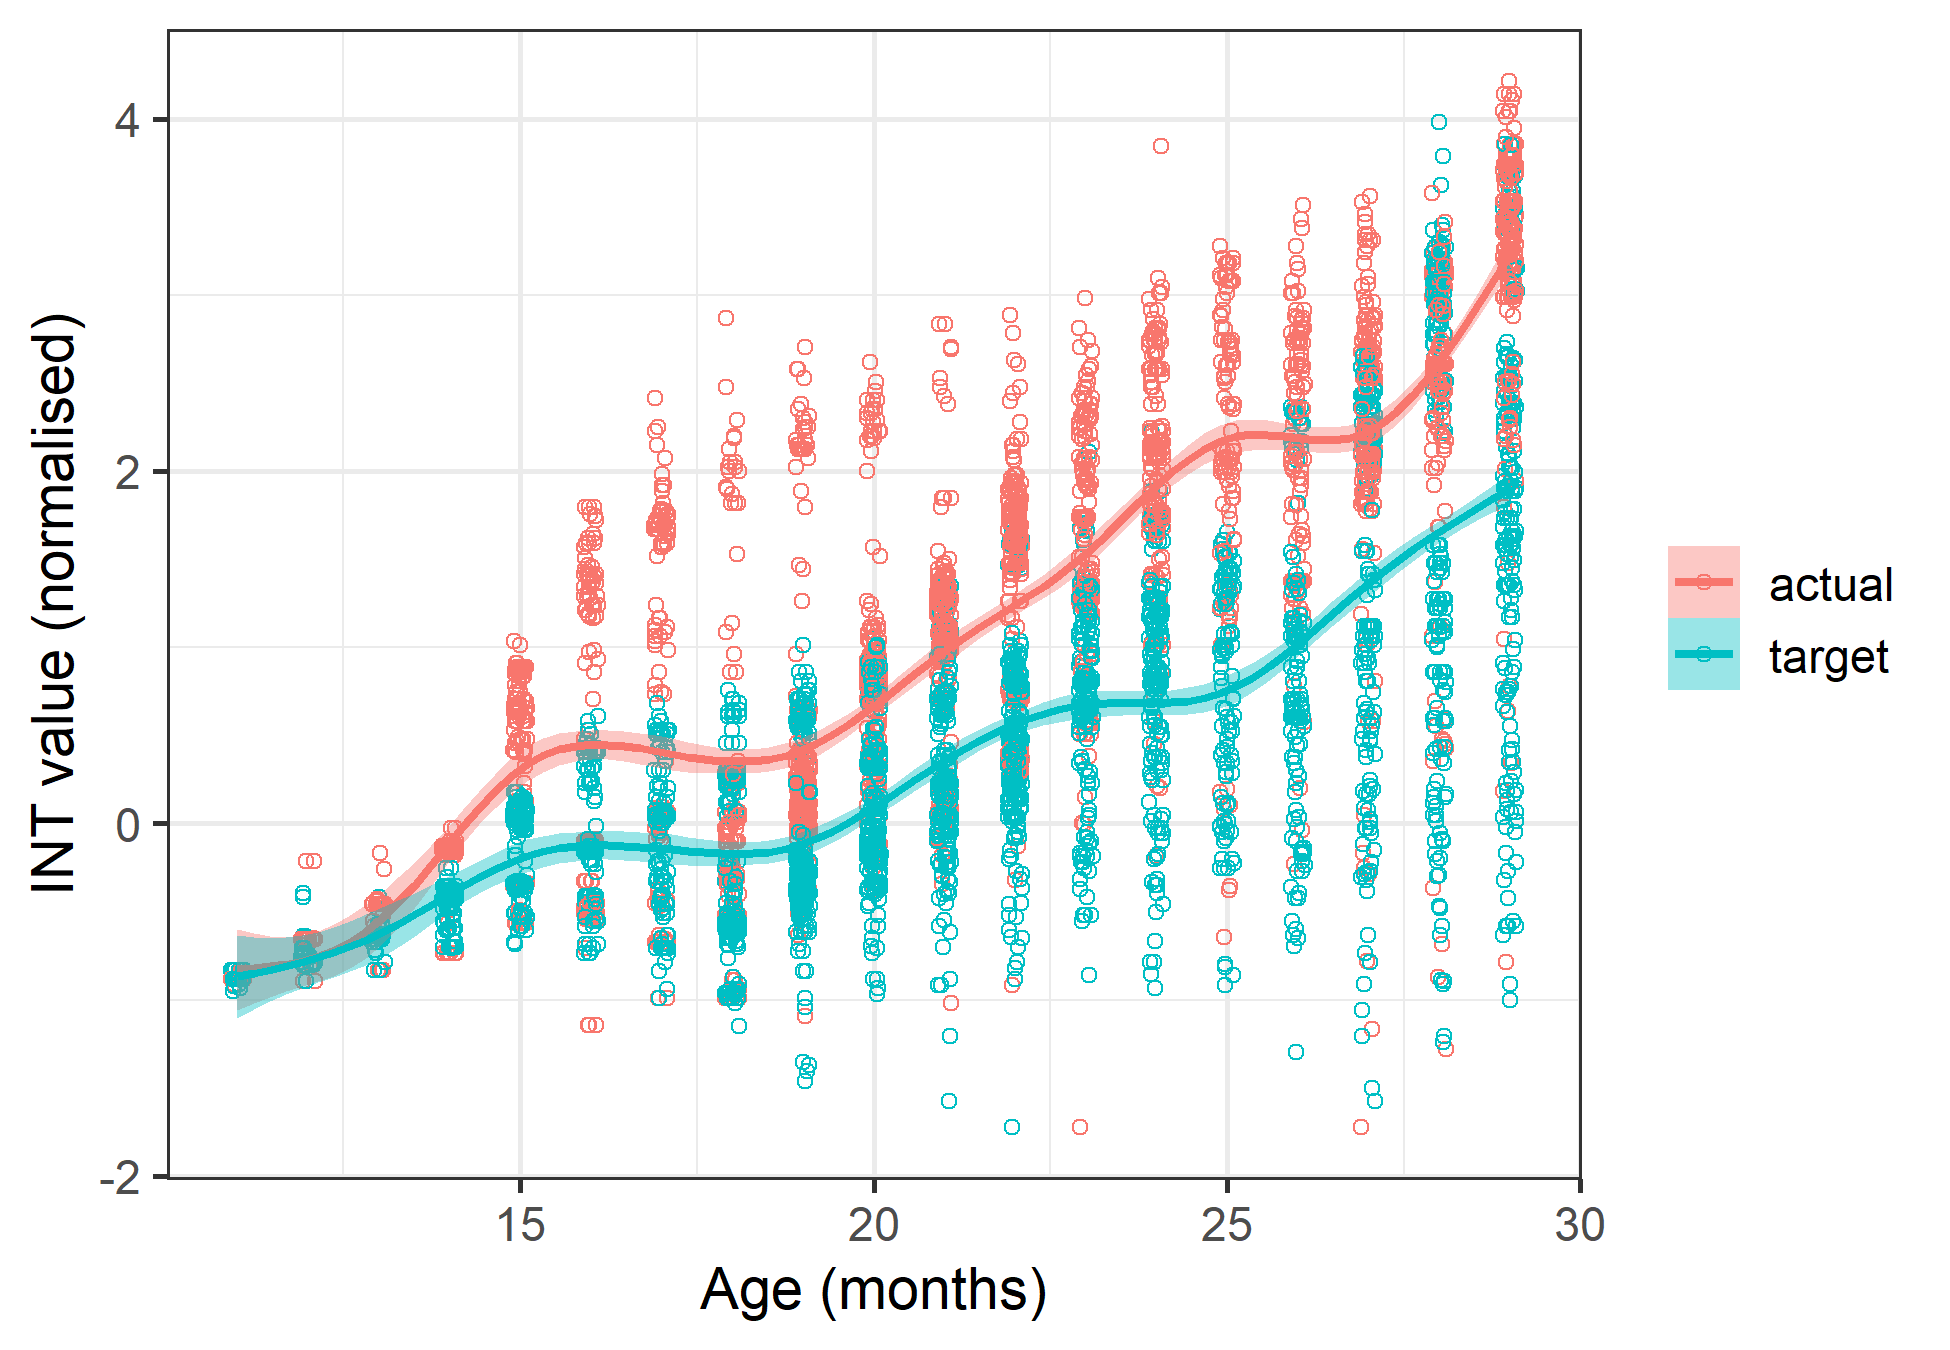 4
2
0
-2
15
20
25
30
Age (months)
INT value (normalised)
actual
target